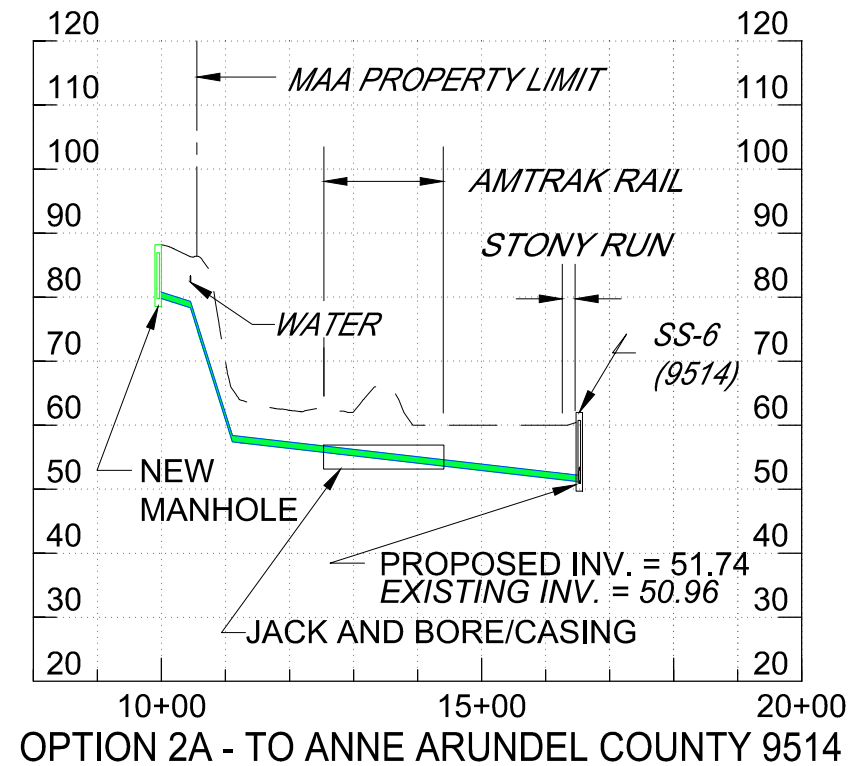 120 120
110 110
MAA PROPERTY LIMIT
100 100
AMTRAK RAIL
90 90
STONY RUN
80 80
WATER
SS-6
(9514)
70 70
60 60
NEW
MANHOLE
50 50
40 40
PROPOSED INV. = 51.74
EXISTING INV. = 50.96
30 30
JACK AND BORE/CASING
20 20
10+00 15+00 20+00
OPTION 2A - TO ANNE ARUNDEL COUNTY 9514